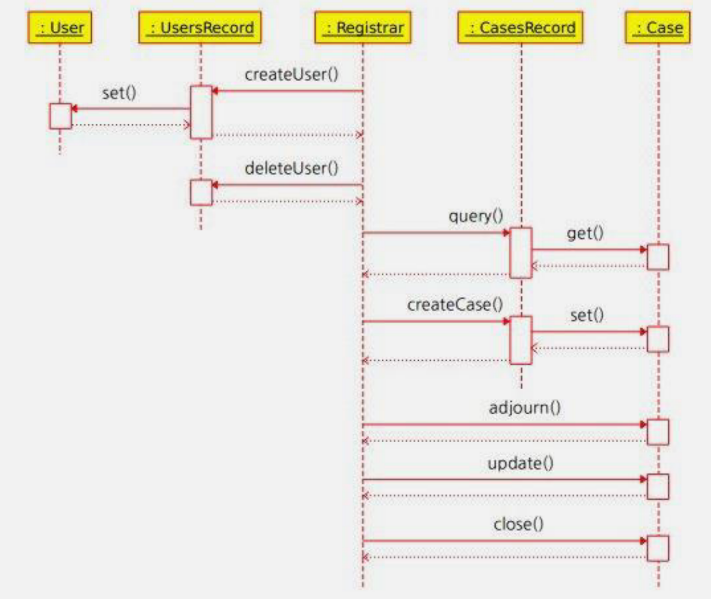 : User
: UsersRecord
: Registrar
: CasesRecord
: Case
createUser()
set()
deleteUser()
query()
get()
createCase()
set()
adjourn()
update()
close()